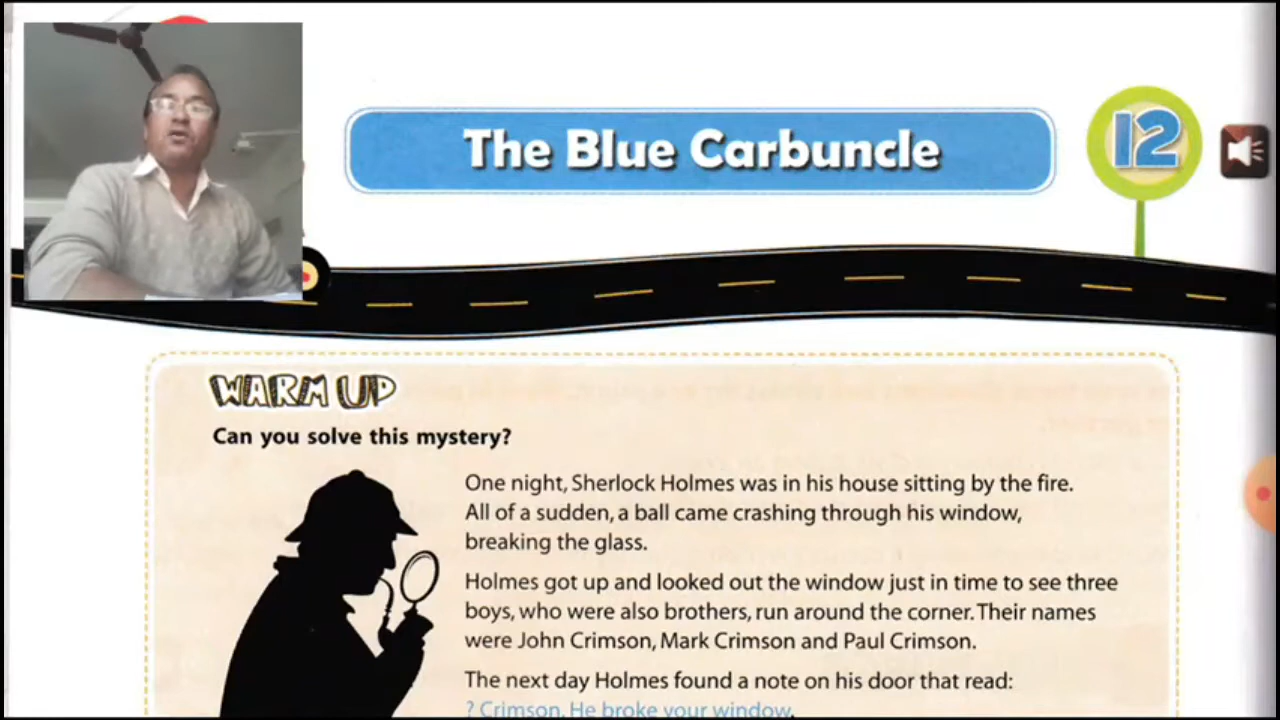 The Blue Carbuncle
12
WARM UP
Can you solve this mystery?
One night, Sherlock Holmes was in his house sitting by the fire.
All of a sudden, a ball came crashing through his window,
breaking the glass.
Holmes got up and looked out the window just in time to see three
boys, who were also brothers, run around the corner. Their names
were John Crimson, Mark Crimson and Paul Crimson.
The next day Holmes found a note on his door that read:
? Crimson. He broke your window.